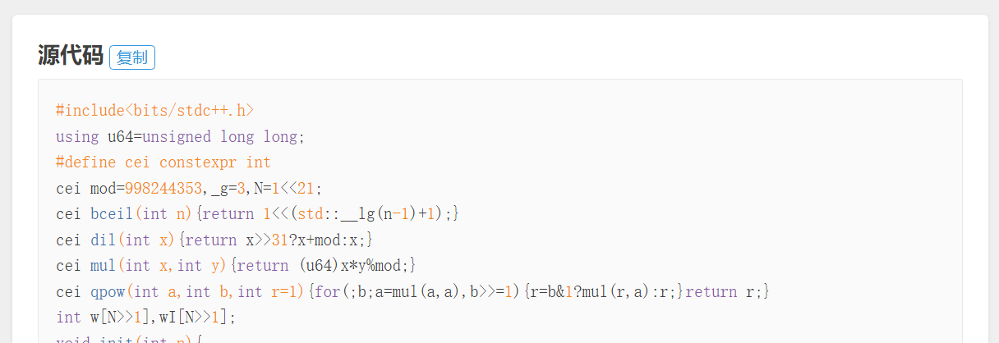 源代码 复制
#include<bits/stdc++.h>
using u64=unsigned long long;
#define cei constexpr int
cei mod=998244353,_g=3,N=1<<21;
cei bceil(int n){return 1<<(std::__lg(n-1)+1);}
cei dil(int x){return x>>31?x+mod:x;}
cei mul(int x,int y){return (u64)x*y%mod;}
cei qpow(int a,int b,int r=1){for(;b;a=mul(a,a),b>>=1){r=b&1?mul(r,a):r;}return r;}
int w[N>>1],wI[N>>1];
void init(int n){